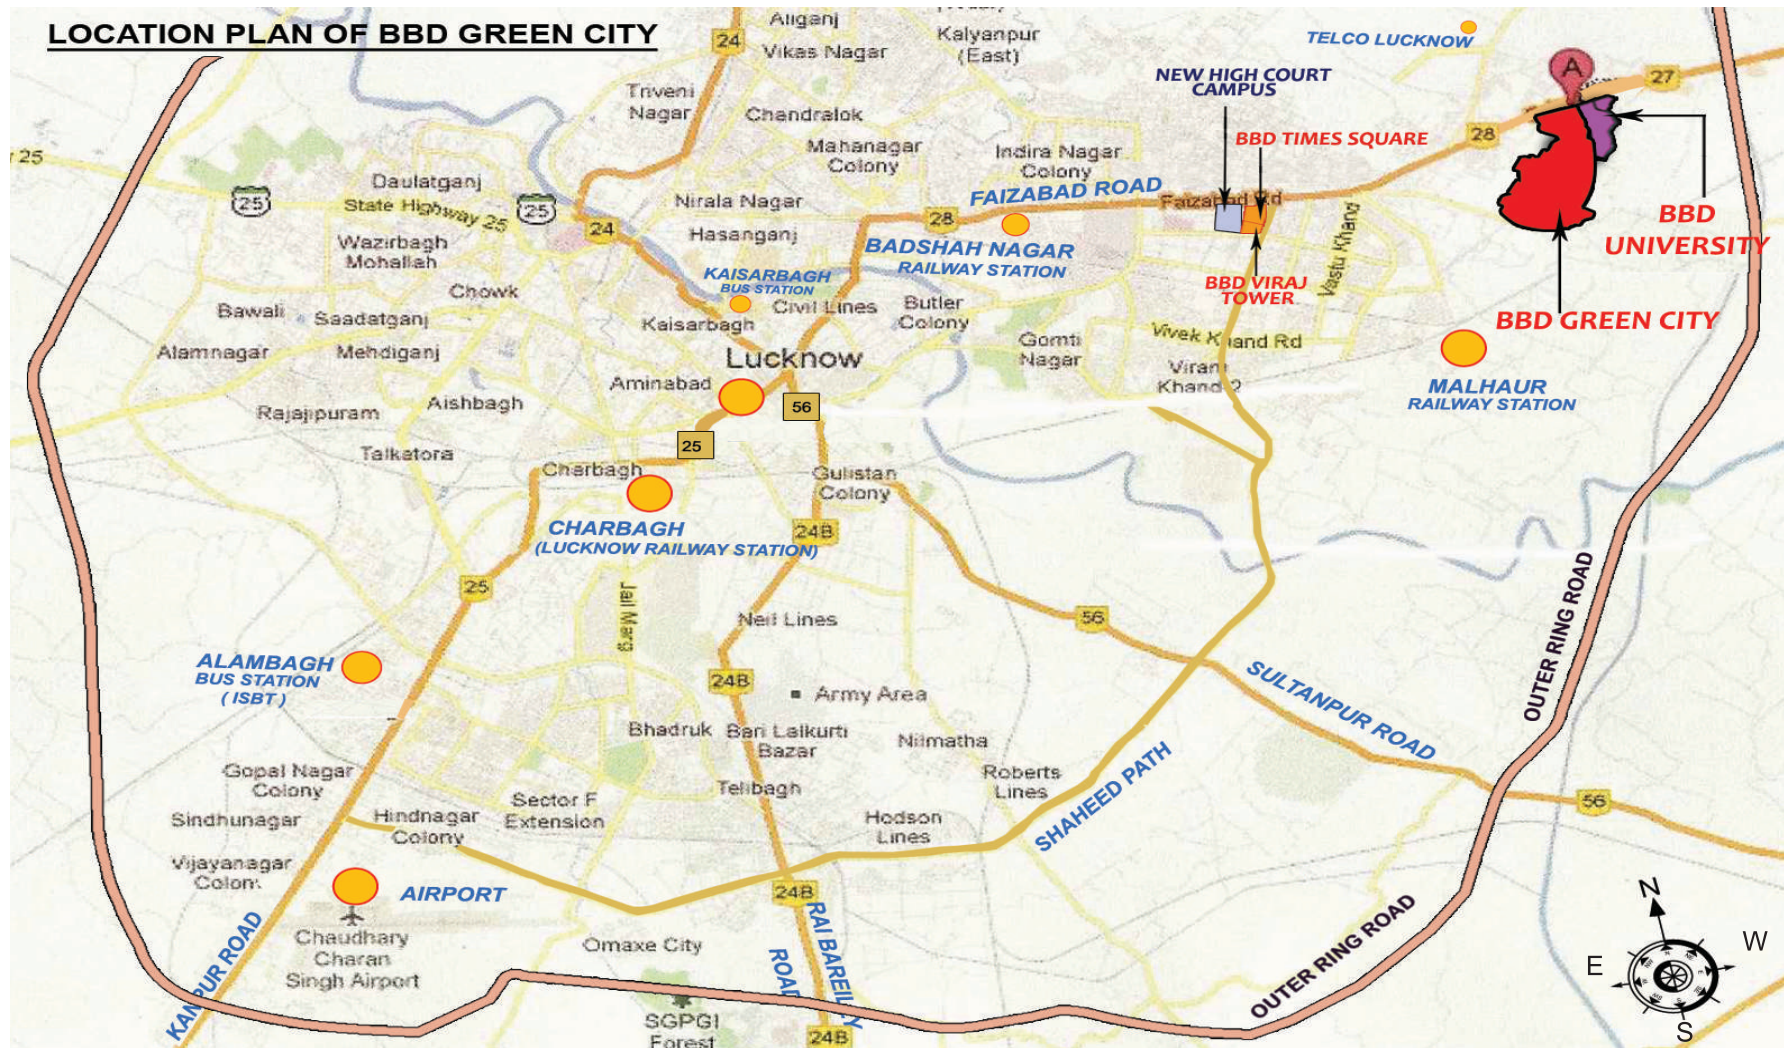 LOCATION PLAN OF BBD GREEN CITY
24
Aliganj
Vikas Nagar
Kalyanpur
(East)
TELCO LUCKNOW
NEW HIGH COURT
CAMPUS
A
27
Triveni
Nagar
Chandralok
BBD TIMES SQUARE
28
Mahanagar
Colony
Indira Nagar
Colony
25
Daulatganj
State Highway 25
25
25
Nirala Nagar
FAIZABAD ROAD
Faizabad Rd
28
24
Hasanganj
BADSHAH NAGAR
RAILWAY STATION
Vastu Khand
BBD
UNIVERSITY
Wazirbagh
Mohallah
KAISARBAGH
BUS STATION
BBD VIRAJ
TOWER
Chowk
Civil Lines
Butler
Colony
Bawali
Saadatganj
Kaisarbagh
BBD GREEN CITY
Alamnagar
Mehdiganj
Lucknow
Gomti
Nagar
Vivek Khand Rd
Viram
Khand 2
Aminabad
MALHAUR
RAILWAY STATION
Rajajipuram
Aishbagh
56
25
Talkatora
Charbagh
Gulistan
Colony
CHARBAGH
(LUCKNOW RAILWAY STATION)
24B
25
Jail Marg
Neil Lines
56
OUTER RING ROAD
ALAMBAGH
BUS STATION
( ISBT )
24B
Army Area
SULTANPUR ROAD
Bhadruk
Bari Lalkurti
Bazar
Nilmatha
Gopal Nagar
Colony
Telibagh
Roberts
Lines
SHAHEED PATH
56
Sindhunagar
Hindnagar
Colony
Sector F
Extension
Hodson
Lines
Vijayanagar
AIRPORT
24B
N
KANPUR ROAD
Chaudhary
Charan
Singh Airport
Omaxe City
RAI BAREILLY
ROAD
OUTER RING ROAD
E
W
S
SGPGI
Forest
24B